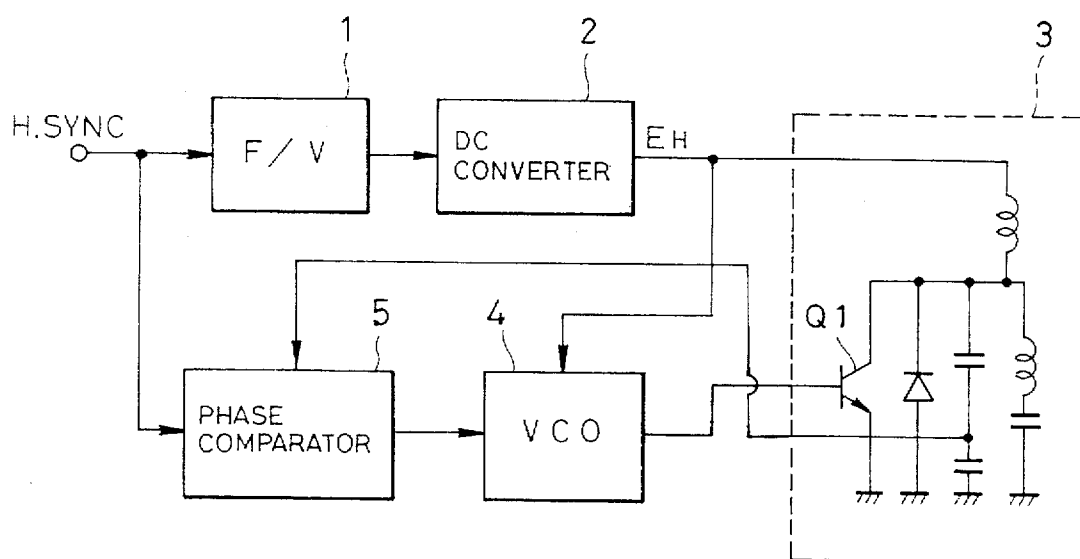 1
2
3
H.SYNC
F/V
DC
CONVERTER
EH
5
4
Q1
PHASE
COMPARATOR
VCO